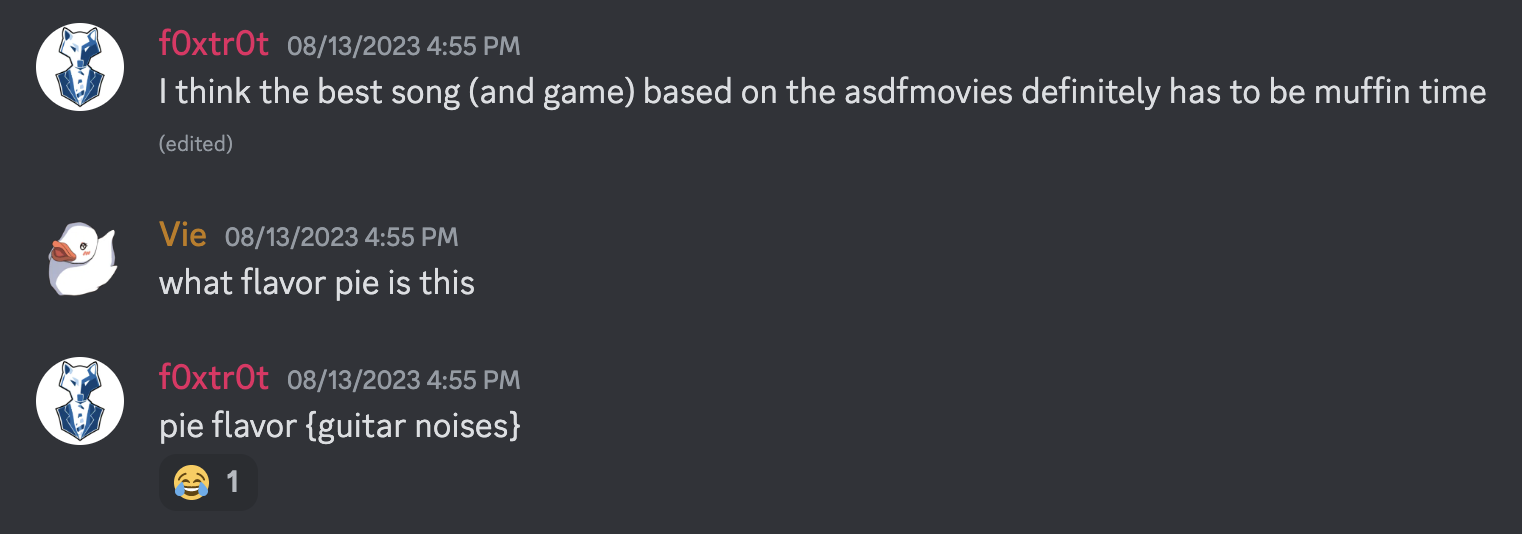 f0xtr0t 08/13/2023 4:55 PM
I think the best song (and game) based on the asdfmovies definitely has to be muffin time
(edited)
Vie 08/13/2023 4:55 PM
what flavor pie is this
f0xtr0t 08/13/2023 4:55 PM
pie flavor {guitar noises}
😂 1